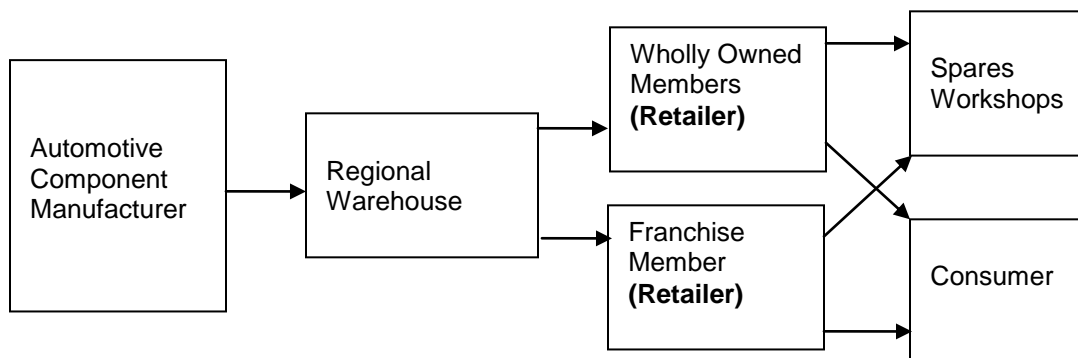 Automotive
Component
Manufacturer
Regional
Warehouse
Wholly Owned
Members
(Retailer)
Franchise
Member
(Retailer)
Spares
Workshops
Consumer